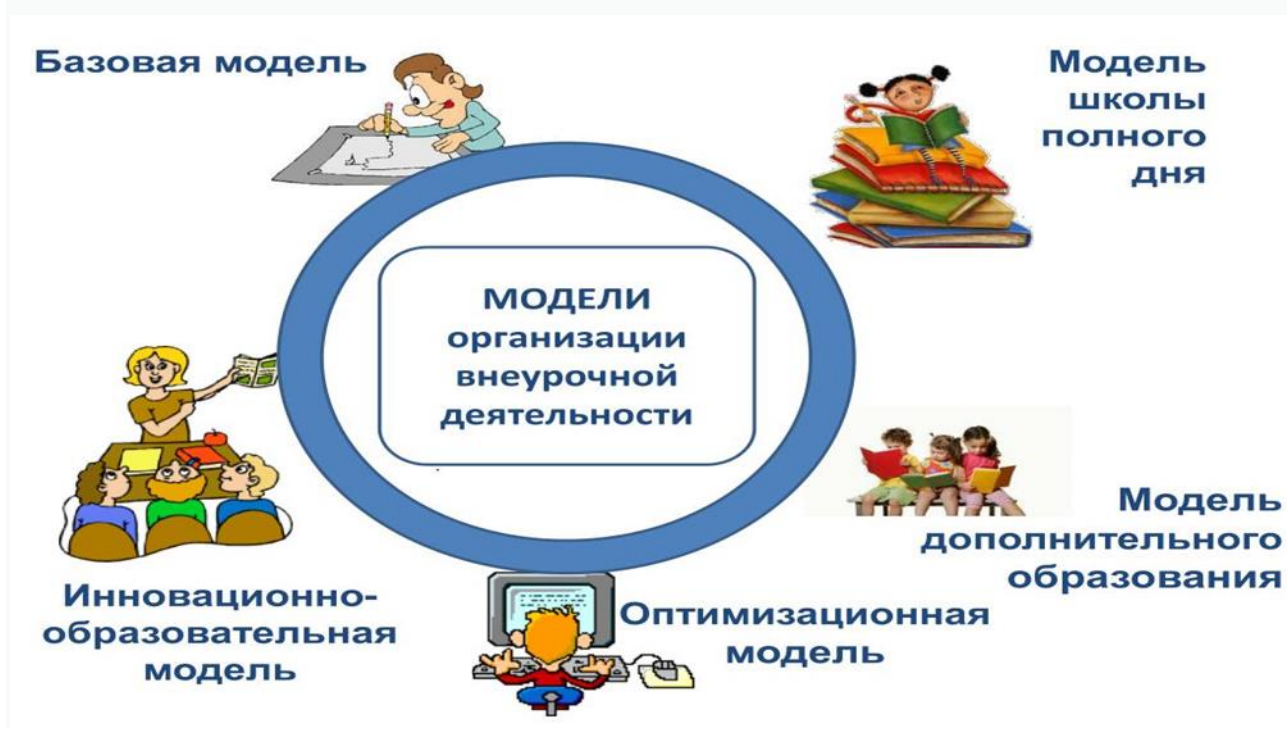 Базовая модель
Модель
школы
полного
дня
МОДЕЛИ
организации
внеурочной
деятельности
Модель
дополнительного
образования
Инновационно-
образовательная
модель
Оптимизационная
модель